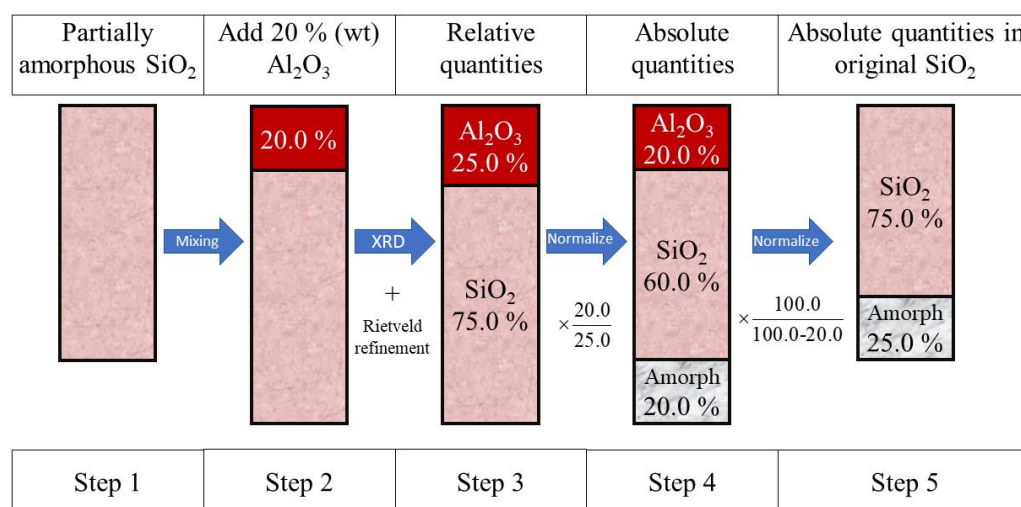 Partially
amorphous SiO₂
Add 20 % (wt)
Al₂O₃
Relative
quantities
Absolute
quantities
Absolute quantities in
original SiO₂
Mixing
20.0 %
XRD
+
Rietveld
refinement
Al₂O₃
25.0 %
SiO₂
75.0 %
Normalize
× 20.0/25.0
Al₂O₃
20.0 %
SiO₂
60.0 %
Amorph
20.0 %
Normalize
× 100.0/100.0-20.0
SiO₂
75.0 %
Amorph
25.0 %
Step 1
Step 2
Step 3
Step 4
Step 5